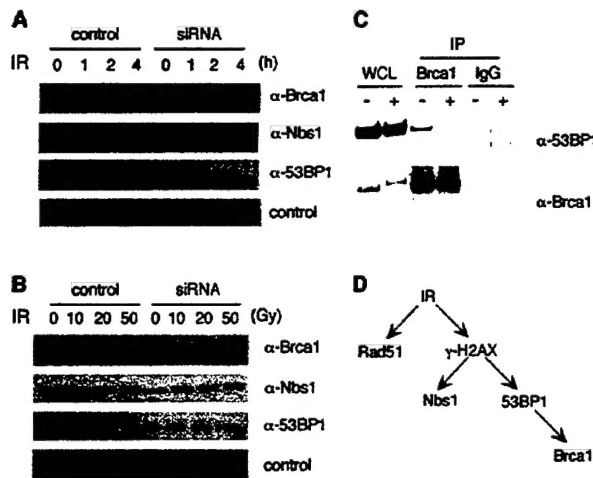 A
control siRNA
IR 0 1 2 4 0 1 2 4 (h)
α-Brca1
α-Nbs1
α-53BP1
control
B
control siRNA
IR 0 10 20 50 0 10 20 50 (Gy)
α-Brca1
α-Nbs1
α-53BP1
control
C
IP
WCL Brca1 IgG
- + - + - +
α-53BP1
α-Brca1
D
IR
Rad51 γ-H2AX
Nbs1 53BP1
Brca1